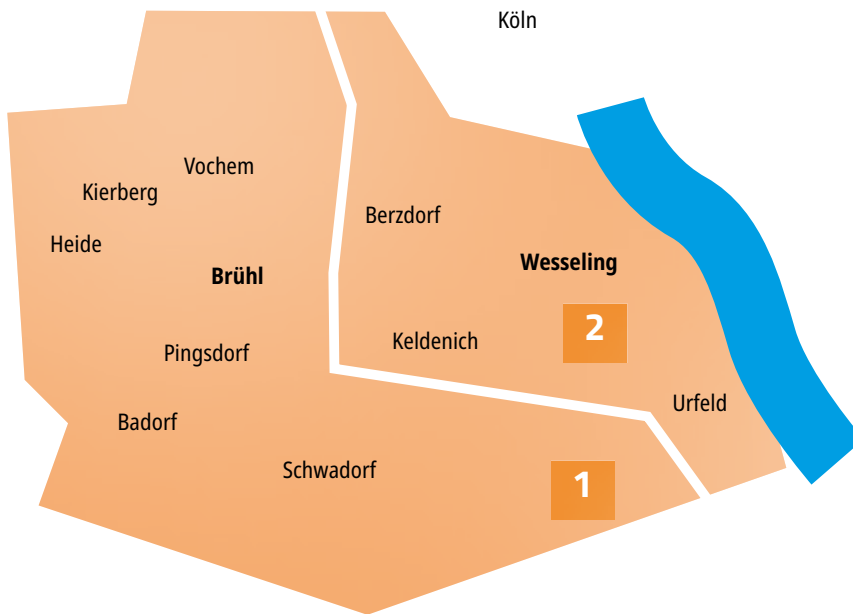 Köln
Vochem
Kierberg
Berzdorf
Heide
Wesseling
Brühl
2
Keldenich
Pingsdorf
Urfeld
Badorf
Schwadorf
1